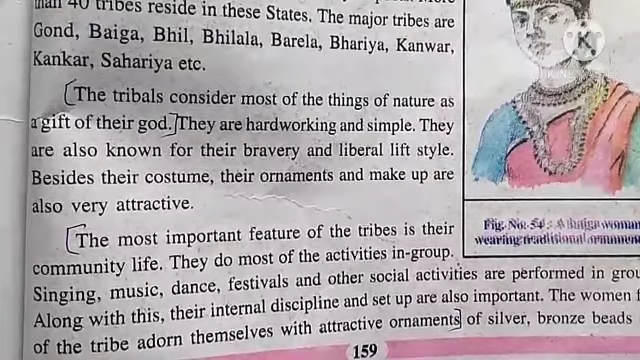 than 40 tribes reside in these States. The major tribes are
Gond, Baiga, Bhil, Bhilala, Barela, Bhariya, Kanwar,
Kankar, Sahariya etc.
The tribals consider most of the things of nature as
a gift of their god. They are hardworking and simple. They
are also known for their bravery and liberal lift style.
Besides their costume, their ornaments and make up are
also very attractive.
Fig. No. 54 : A baiga woman
wearing traditional ornament
The most important feature of the tribes is their
community life. They do most of the activities in-group.
Singing, music, dance, festivals and other social activities are performed in grou
Along with this, their internal discipline and set up are also important. The women f
of the tribe adorn themselves with attractive ornaments of silver, bronze beads
159